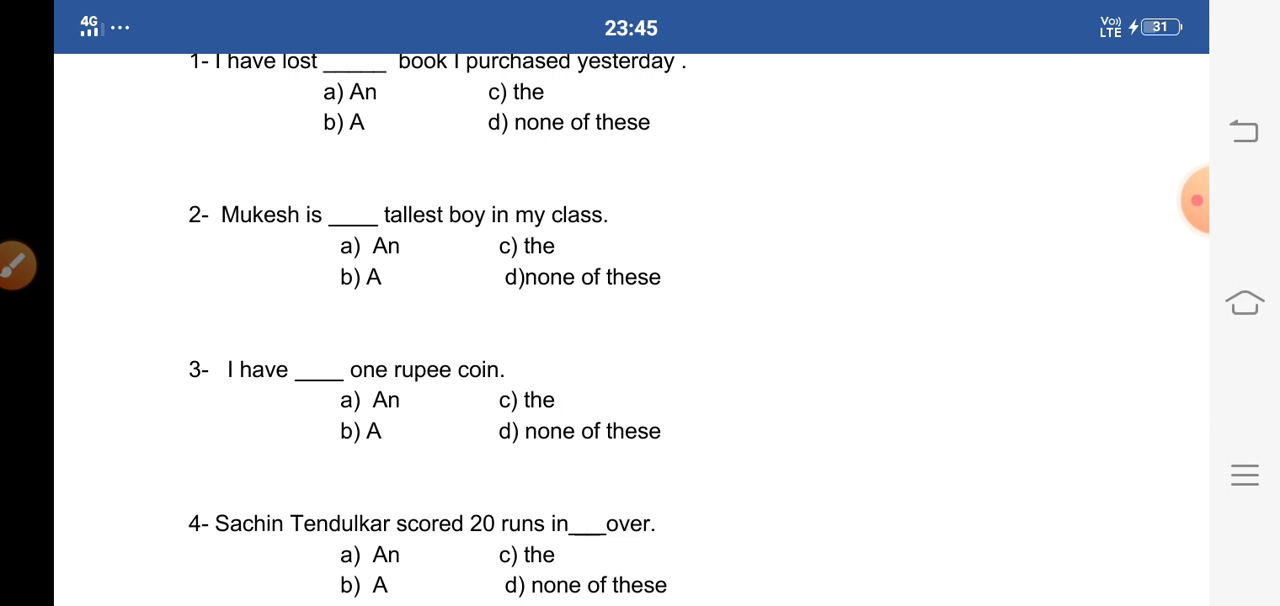 4G ... 23:45 Vo)) LTE 31
1- I have lost _____ book I purchased yesterday .
a) An c) the
b) A d) none of these
2- Mukesh is ____ tallest boy in my class.
a) An c) the
b) A d)none of these
3- I have ____ one rupee coin.
a) An c) the
b) A d) none of these
4- Sachin Tendulkar scored 20 runs in___over.
a) An c) the
b) A d) none of these